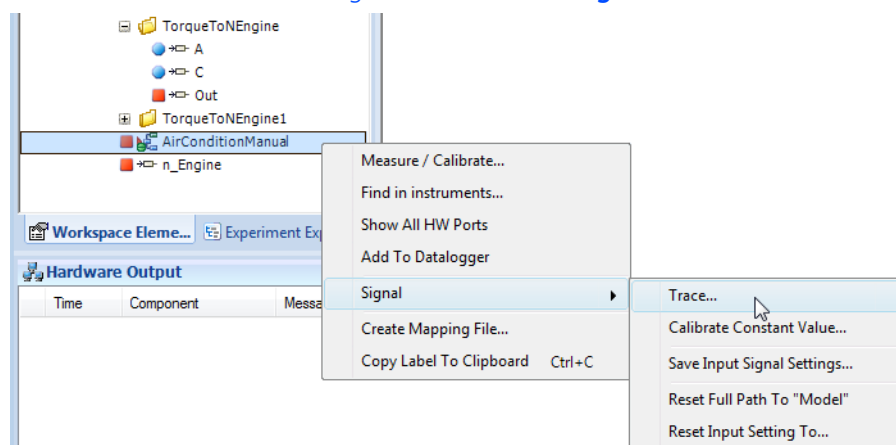 TorqueToNEngine
A
C
Out
TorqueToNEngine1
AirConditionManual
n_Engine
Workspace Eleme...
Experiment
Hardware Output
Time
Component
Measure / Calibrate...
Find in instruments...
Show All HW Ports
Add To Datalogger
Signal
Create Mapping File...
Copy Label To Clipboard Ctrl+C
Trace...
Calibrate Constant Value...
Save Input Signal Settings...
Reset Full Path To "Model"
Reset Input Setting To...